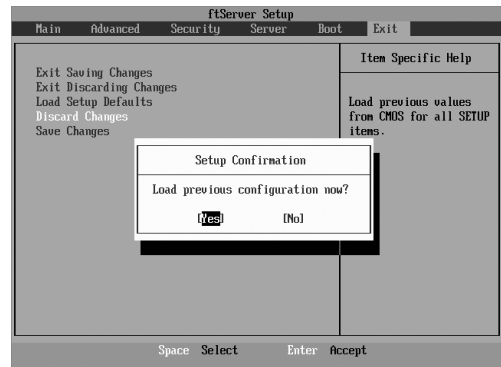 ftServer Setup
Main Advanced Security Server Boot Exit
Exit Saving Changes
Exit Discarding Changes
Load Setup Defaults
Discard Changes
Save Changes
Item Specific Help
Load previous values
from CMOS for all SETUP
items.
Setup Confirmation
Load previous configuration now?
[Yes] [No]
Space Select Enter Accept